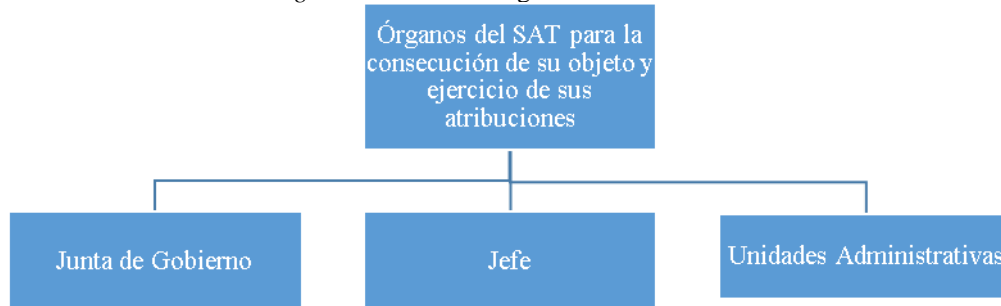 Órganos del SAT para la
consecución de su objeto y
ejercicio de sus
atribuciones
Junta de Gobierno
Jefe
Unidades Administrativas